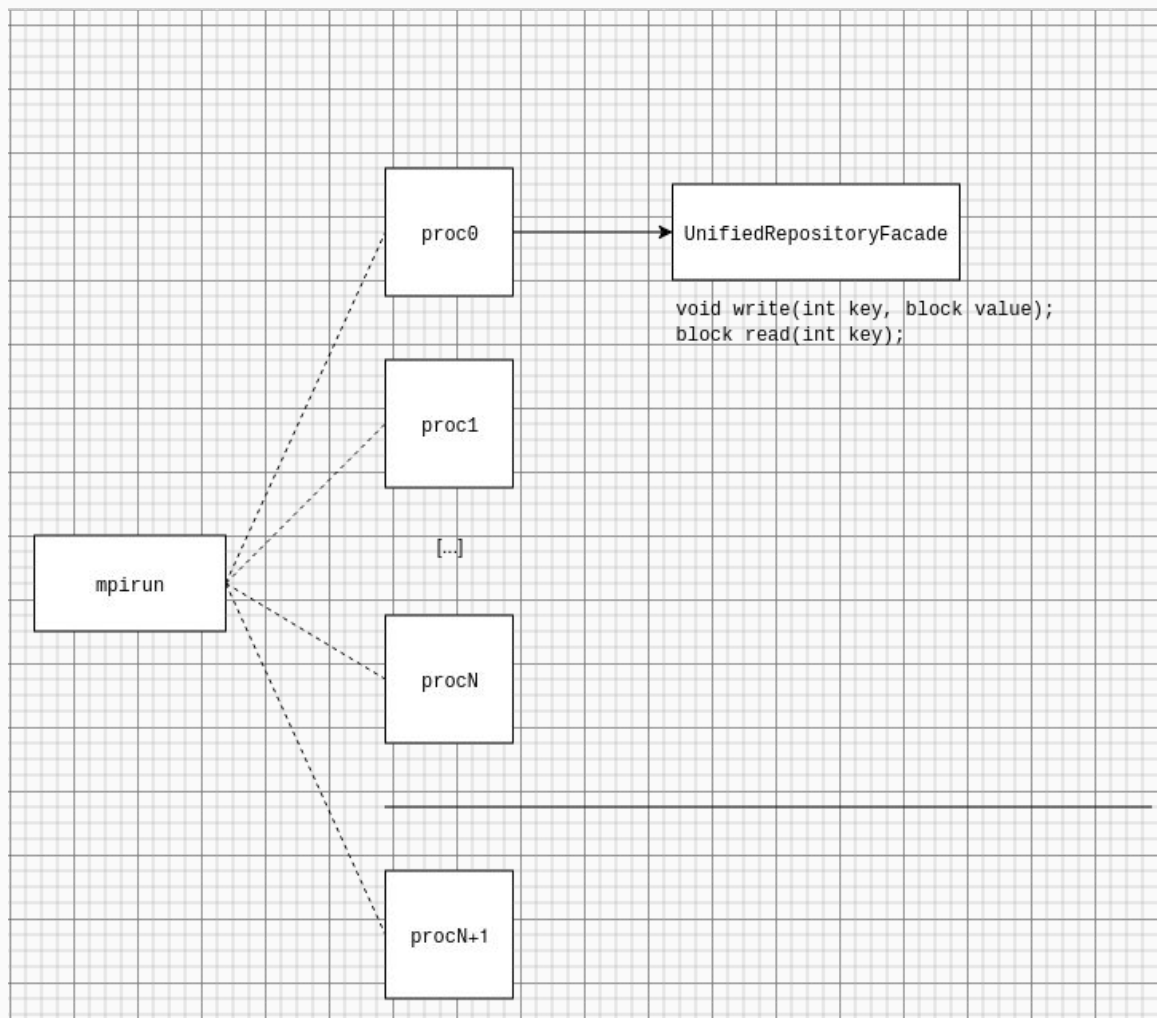 proc0
UnifiedRepositoryFacade
void write(int key, block value);
block read(int key);
proc1
[...]
mpirun
procN
procN+1